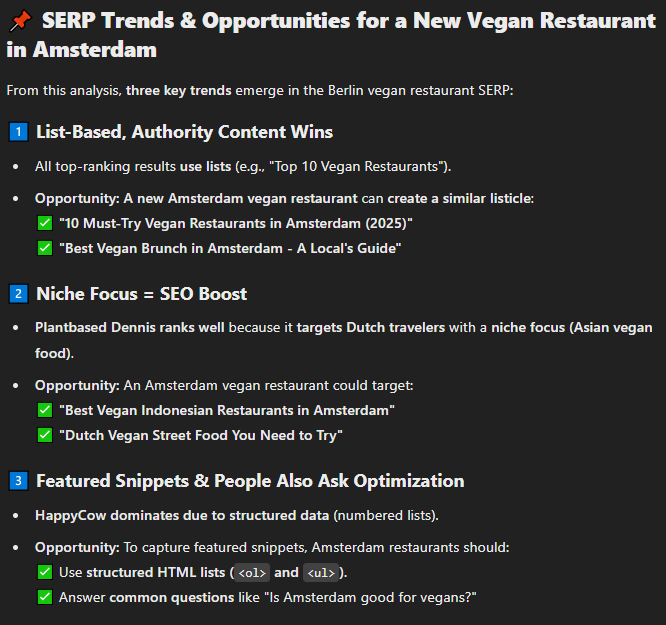 📌 SERP Trends & Opportunities for a New Vegan Restaurant
in Amsterdam
From this analysis, three key trends emerge in the Berlin vegan restaurant SERP:
1 List-Based, Authority Content Wins
• All top-ranking results use lists (e.g., "Top 10 Vegan Restaurants").
• Opportunity: A new Amsterdam vegan restaurant can create a similar listicle:
✅ "10 Must-Try Vegan Restaurants in Amsterdam (2025)"
✅ "Best Vegan Brunch in Amsterdam - A Local's Guide"
2 Niche Focus = SEO Boost
• Plantbased Dennis ranks well because it targets Dutch travelers with a niche focus (Asian vegan
food).
• Opportunity: An Amsterdam vegan restaurant could target:
✅ "Best Vegan Indonesian Restaurants in Amsterdam"
✅ "Dutch Vegan Street Food You Need to Try"
3 Featured Snippets & People Also Ask Optimization
• HappyCow dominates due to structured data (numbered lists).
• Opportunity: To capture featured snippets, Amsterdam restaurants should:
✅ Use structured HTML lists (<ol> and <ul>).
✅ Answer common questions like "Is Amsterdam good for vegans?"